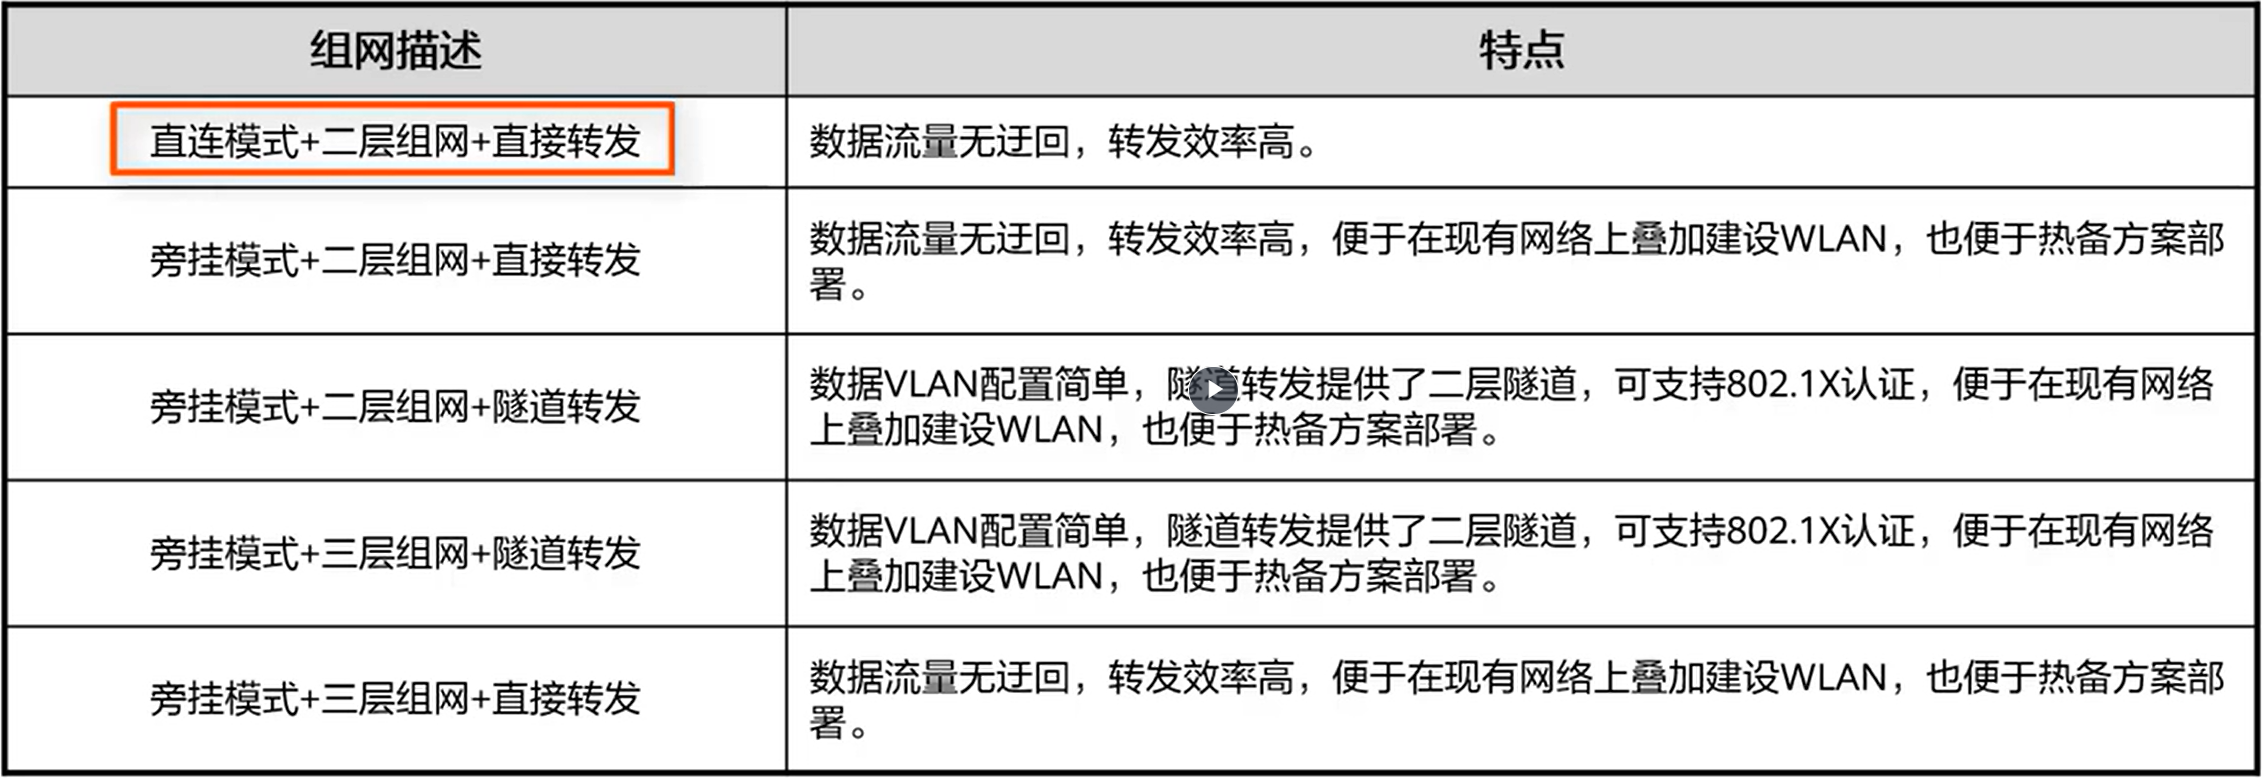 组网描述
特点
直连模式+二层组网+直接转发
数据流量无迂回，转发效率高。
旁挂模式+二层组网+直接转发
数据流量无迂回，转发效率高，便于在现有网络上叠加建设WLAN，也便于热备方案部
署。
旁挂模式+二层组网+隧道转发
数据VLAN配置简单，隧道转发提供了二层隧道，可支持802.1X认证，便于在现有网络
上叠加建设WLAN，也便于热备方案部署。
旁挂模式+三层组网+隧道转发
数据VLAN配置简单，隧道转发提供了二层隧道，可支持802.1X认证，便于在现有网络
上叠加建设WLAN，也便于热备方案部署。
旁挂模式+三层组网+直接转发
数据流量无迂回，转发效率高，便于在现有网络上叠加建设WLAN，也便于热备方案部
署。